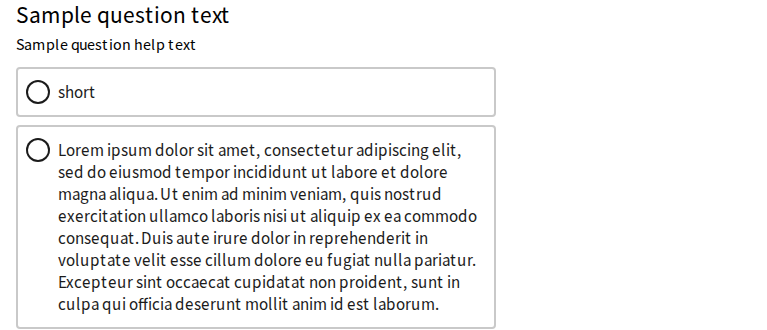 Sample question text
Sample question help text
short
Lorem ipsum dolor sit amet, consectetur adipiscing elit,
sed do eiusmod tempor incididunt ut labore et dolore
magna aliqua. Ut enim ad minim veniam, quis nostrud
exercitation ullamco laboris nisi ut aliquip ex ea commodo
consequat. Duis aute irure dolor in reprehenderit in
voluptate velit esse cillum dolore eu fugiat nulla pariatur.
Excepteur sint occaecat cupidatat non proident, sunt in
culpa qui officia deserunt mollit anim id est laborum.